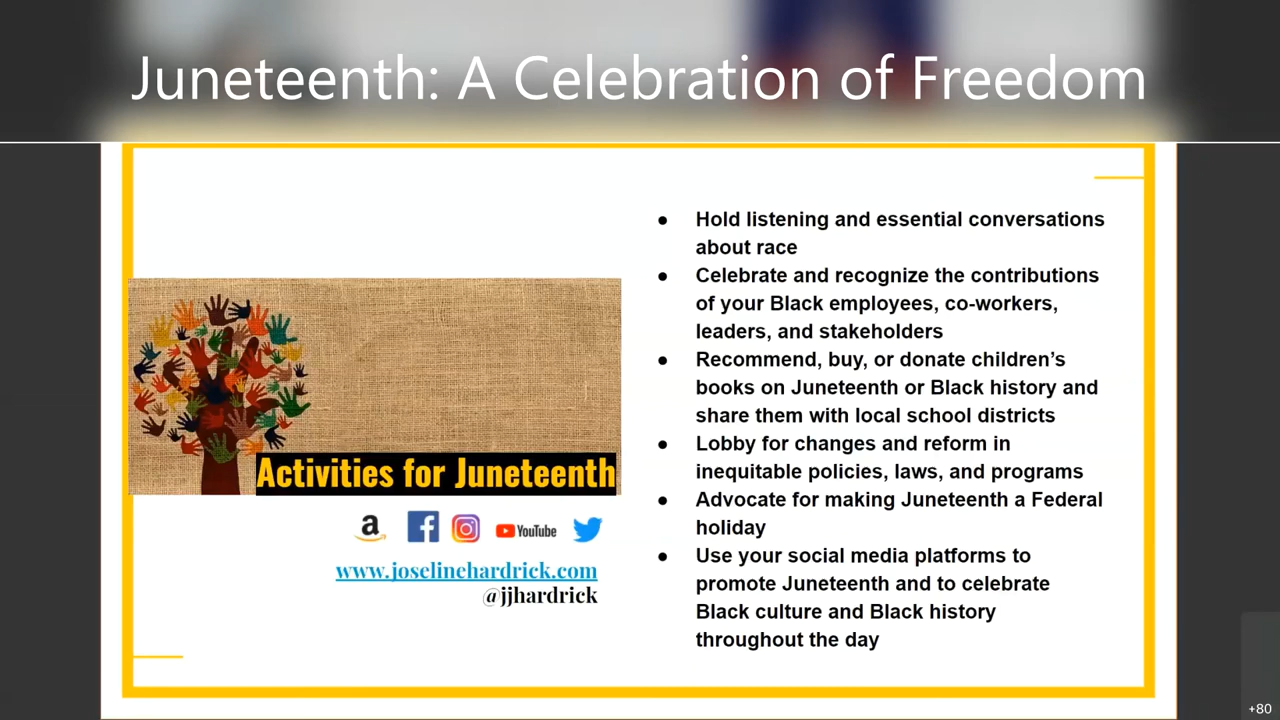 Juneteenth: A Celebration of Freedom
Activities for Juneteenth
YouTube
www.joselinehardrick.com
@jjhardrick
● Hold listening and essential conversations
about race
● Celebrate and recognize the contributions
of your Black employees, co-workers,
leaders, and stakeholders
● Recommend, buy, or donate children’s
books on Juneteenth or Black history and
share them with local school districts
● Lobby for changes and reform in
inequitable policies, laws, and programs
● Advocate for making Juneteenth a Federal
holiday
● Use your social media platforms to
promote Juneteenth and to celebrate
Black culture and Black history
throughout the day
+80